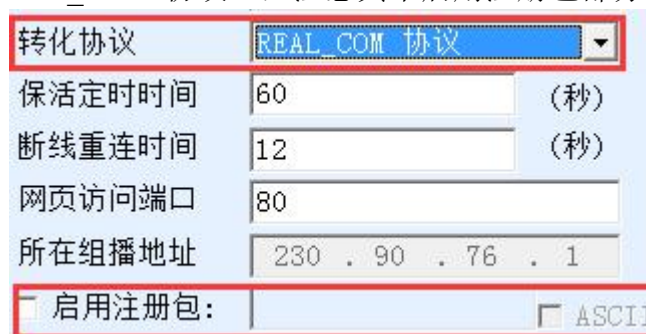 转化协议 REAL_COM 协议
保活定时时间 60 (秒)
断线重连时间 12 (秒)
网页访问端口 80
所在组播地址 230 . 90 . 76 . 1
启用注册包: ASCII